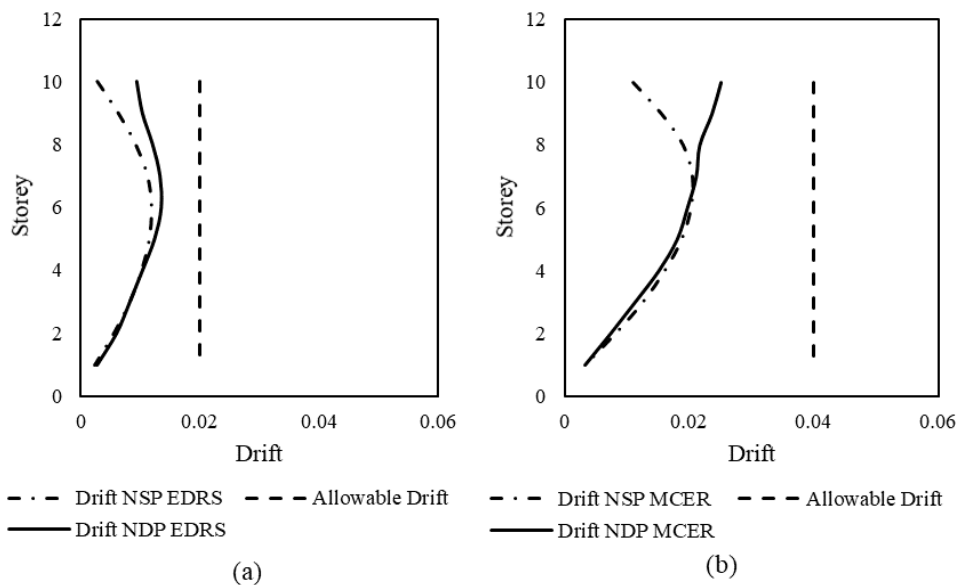 12
10
8
6
4
2
0
Storey
0 0.02 0.04 0.06
Drift
Drift NSP EDRS Allowable Drift
Drift NDP EDRS
(a)
12
10
8
6
4
2
0
Storey
0 0.02 0.04 0.06
Drift
Drift NSP MCER Allowable Drift
Drift NDP MCER
(b)